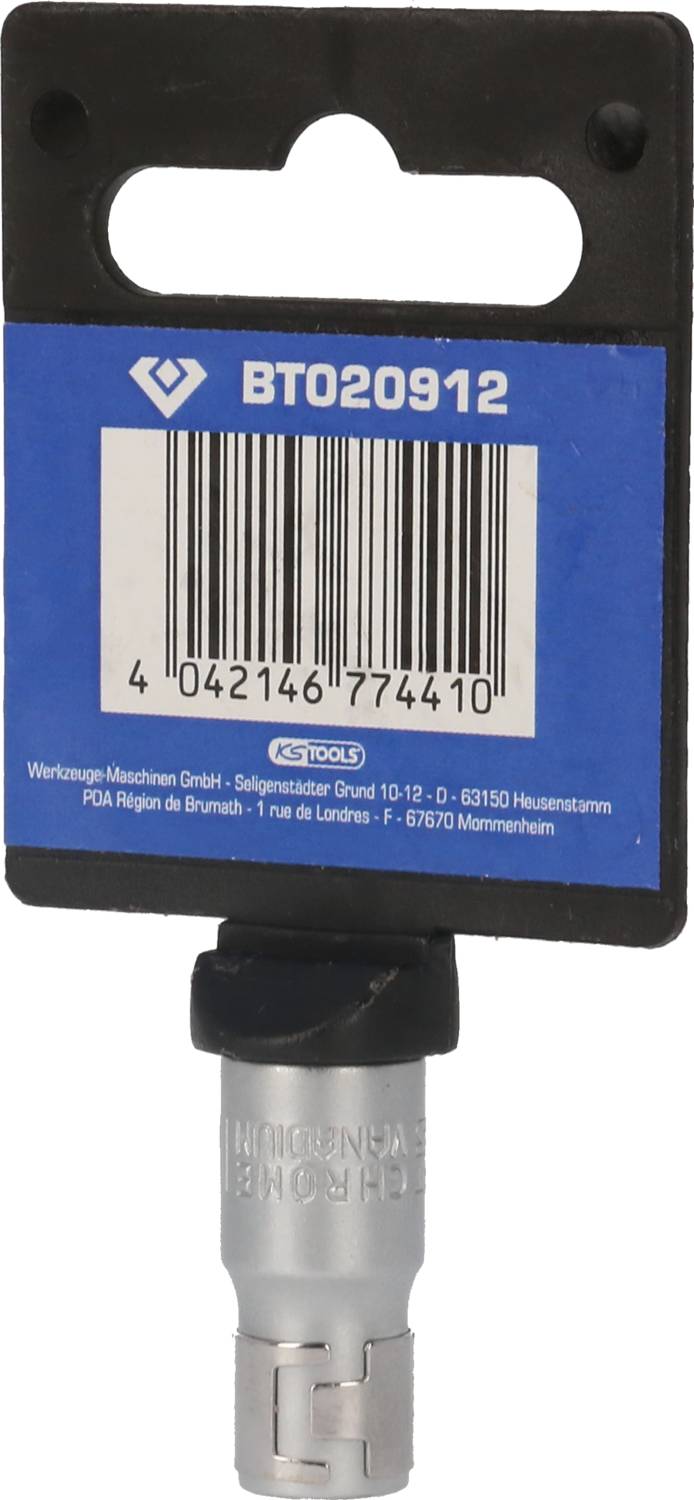 BT020912
4 042146 774410
KS TOOLS
Werkzeuge-Maschinen GmbH - Seligenstädter Grund 10-12 - D - 63150 Heusenstamm
PDA Région de Brumath - 1 rue de Londres - F - 67670 Mommenheim
CHROME
VANADIUM